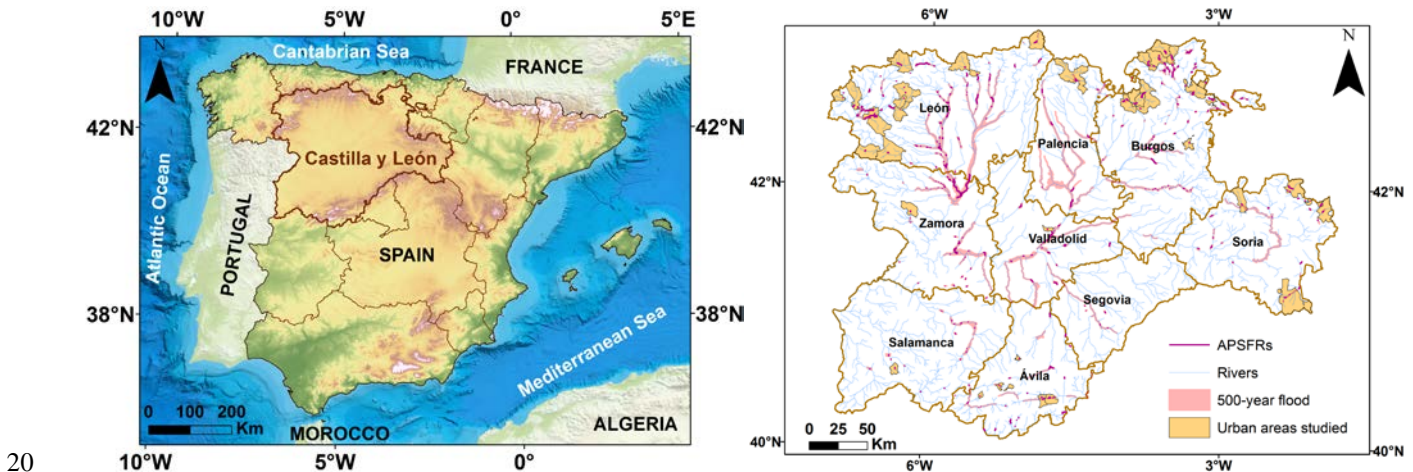 10°W 5°W 0° 5°E
N
Cantabrian Sea
FRANCE
42°N 42°N
Castilla y León
Atlantic Ocean
PORTUGAL
SPAIN
38°N 38°N
Mediterranean Sea
0 100 200
Km
MOROCCO
ALGERIA
10°W 5°W 0°
20
6°W 3°W
N
León
Palencia
Burgos
42°N 42°N
Zamora
Valladolid
Soria
Segovia
Salamanca
Ávila
APSFRs
Rivers
500-year flood
Urban areas studied
0 25 50
Km
40°N 40°N
6°W 3°W